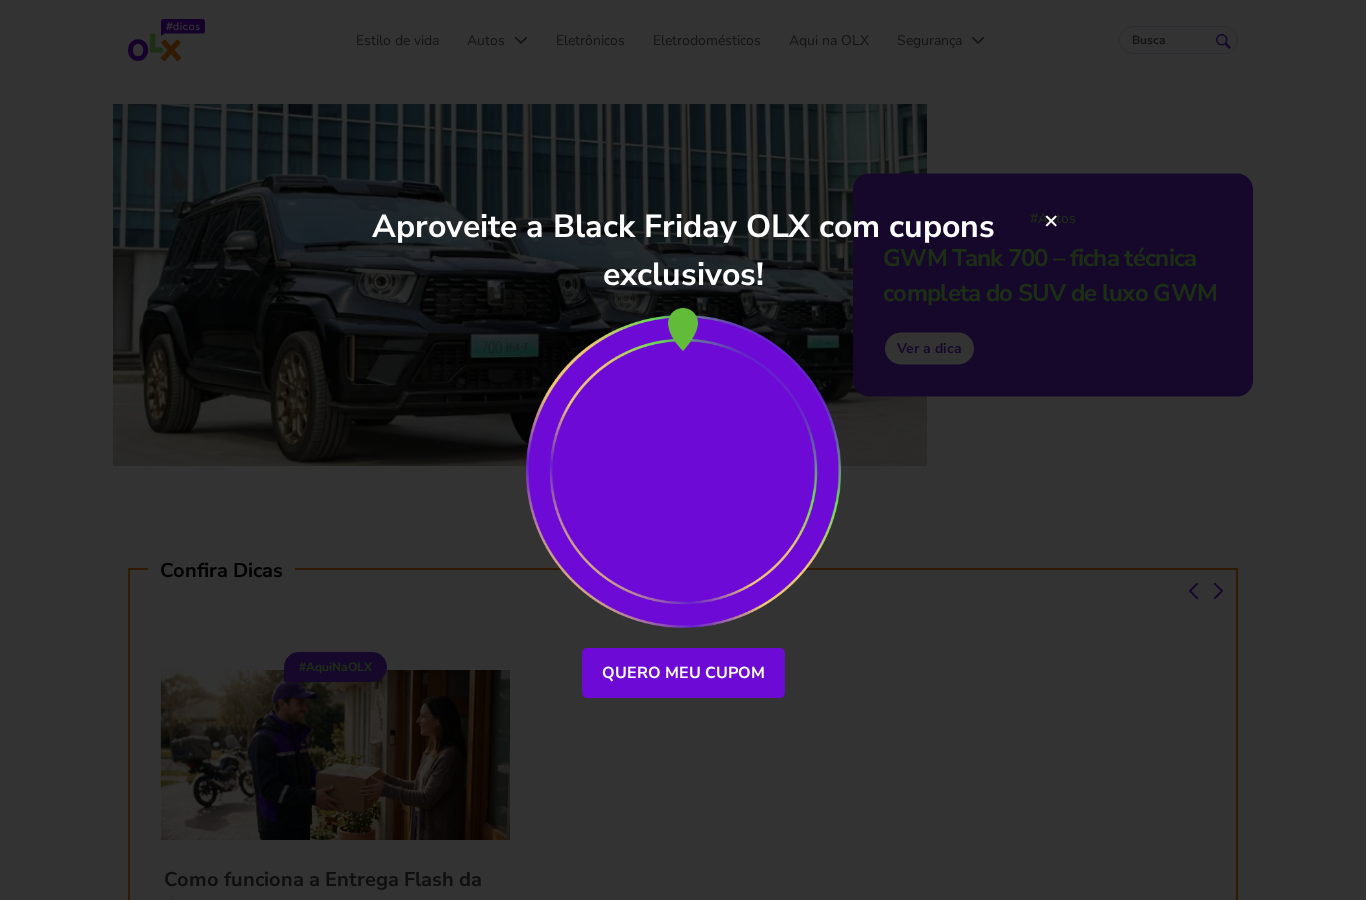 #dicas
OLX
Estilo de vida
Autos
Eletrônicos
Eletrodomésticos
Aqui na OLX
Segurança
Busca
Aproveite a Black Friday OLX com cupons
exclusivos!
GWM Tank 700 – ficha técnica
completa do SUV de luxo GWM
Ver a dica
QUERO MEU CUPOM
Confira Dicas
#AquiNaOLX
Como funciona a Entrega Flash da